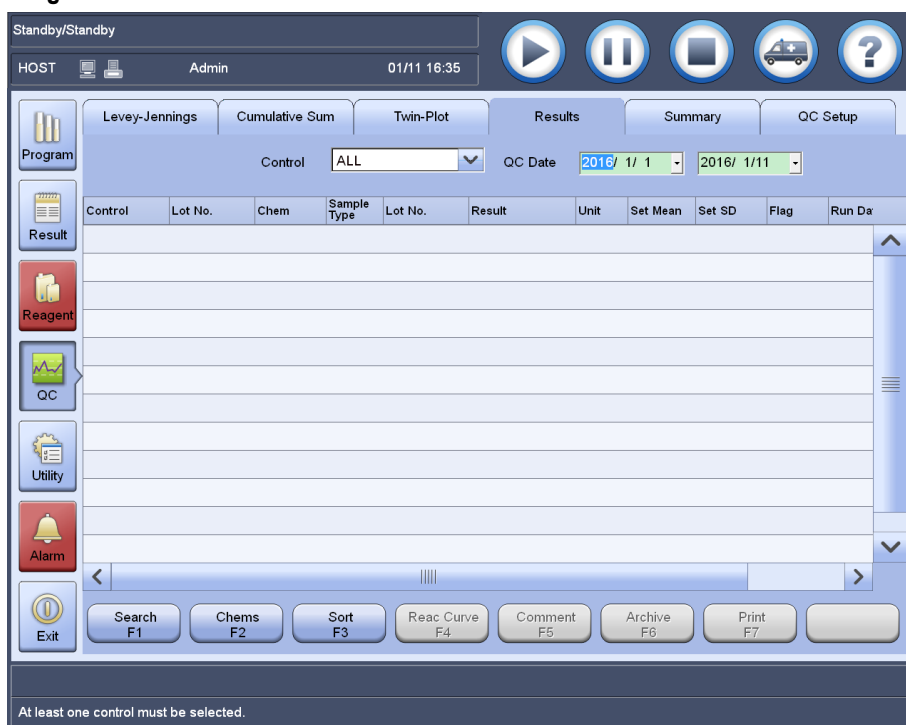 Standby/Standby
HOST Admin 01/11 16:35
?
Levey-Jennings Cumulative Sum Twin-Plot Results Summary QC Setup
Program
Control ALL QC Date 2016/ 1/ 1 2016/ 1/11
Control Lot No. Chem Sample Type Lot No. Result Unit Set Mean Set SD Flag Run Da
Result
Reagent
QC
Utility
Alarm
Exit
Search F1
Chems F2
Sort F3
Reac Curve F4
Comment F5
Archive F6
Print F7
At least one control must be selected.